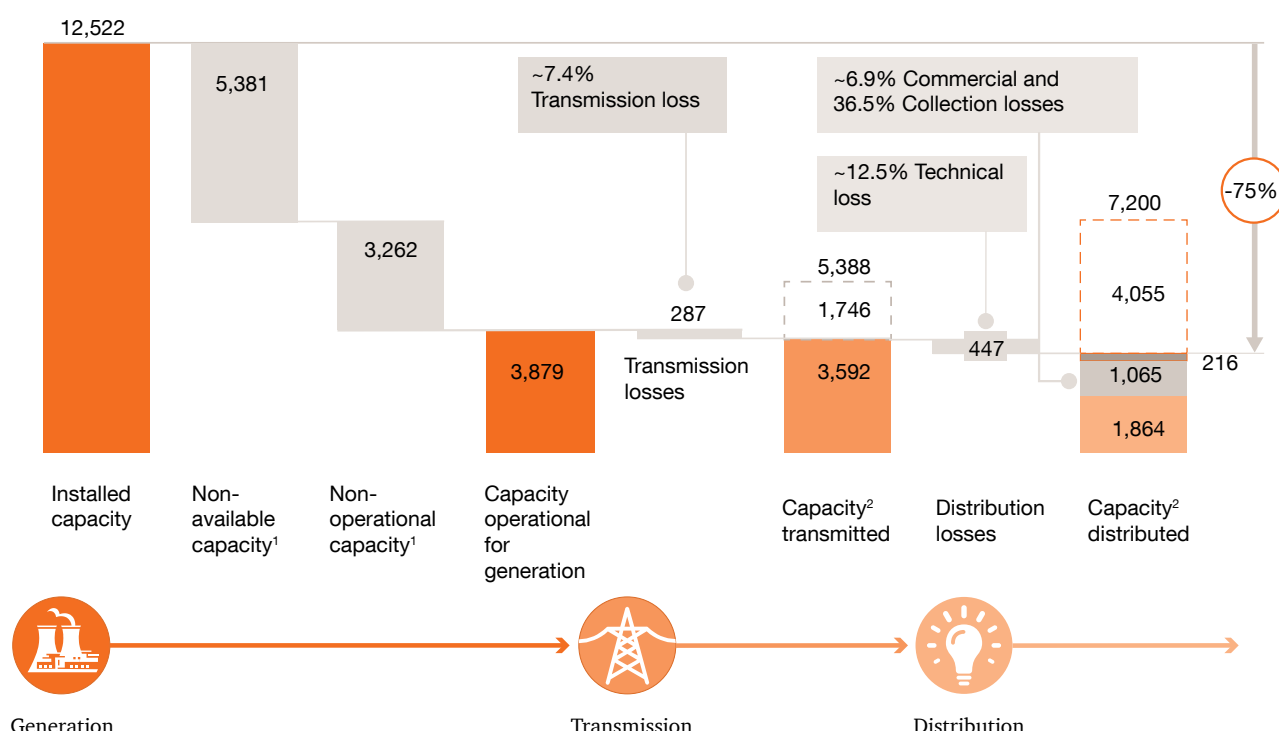 12,522
5,381
3,262
3,879
~7.4%
Transmission loss
287
Transmission
losses
~6.9% Commercial and
36.5% Collection losses
~12.5% Technical
loss
5,388
1,746
3,592
447
7,200
4,055
216
1,065
1,864
-75%
Installed
capacity
Non-
available
capacity¹
Non-
operational
capacity¹
Capacity
operational
for
generation
Capacity²
transmitted
Distribution
losses
Capacity²
distributed
Generation
Transmission
Distribution